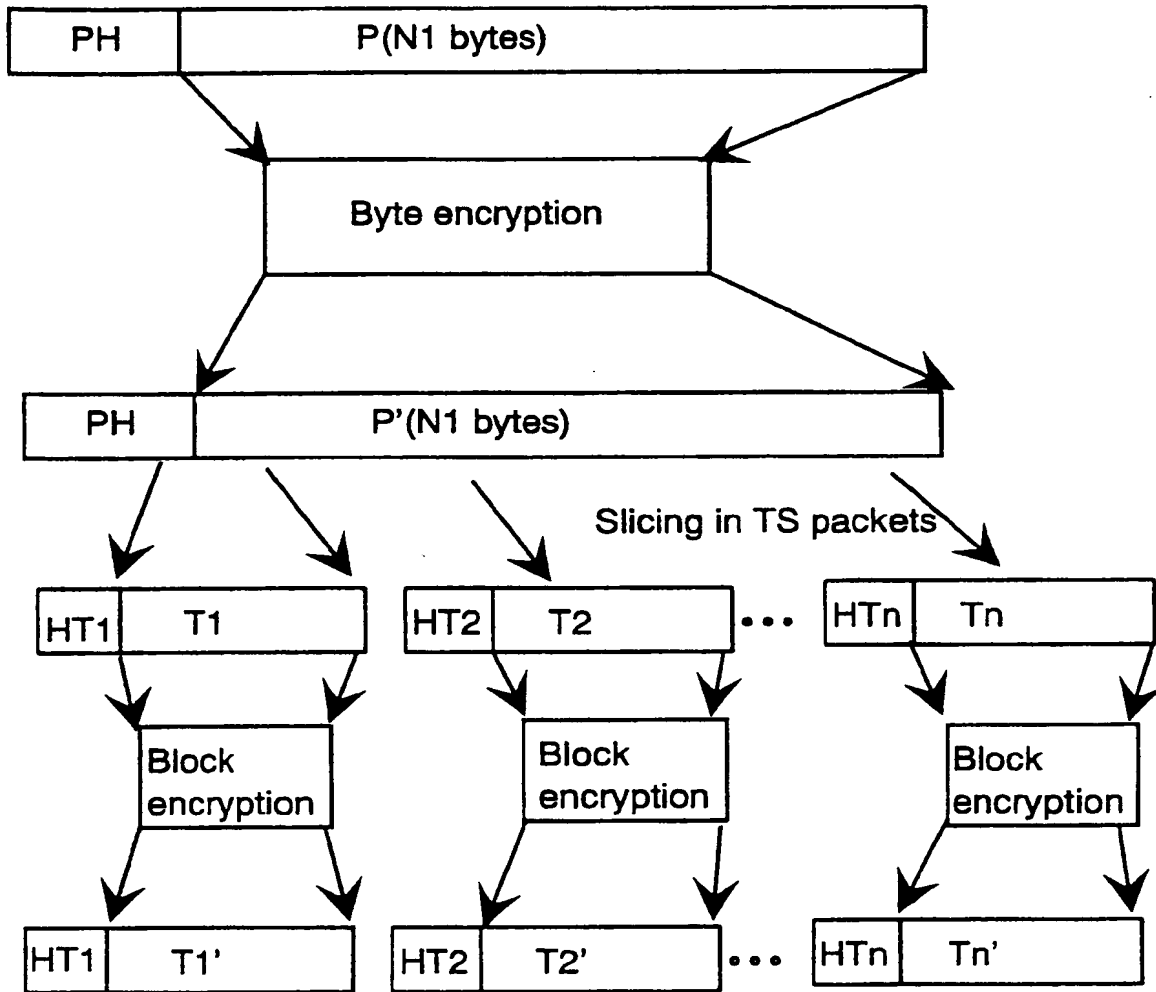 PH P(N1 bytes)
Byte encryption
PH P'(N1 bytes)
Slicing in TS packets
HT1 T1 HT2 T2 ••• HTn Tn
Block
encryption
Block
encryption
Block
encryption
HT1 T1' HT2 T2' ••• HTn Tn'